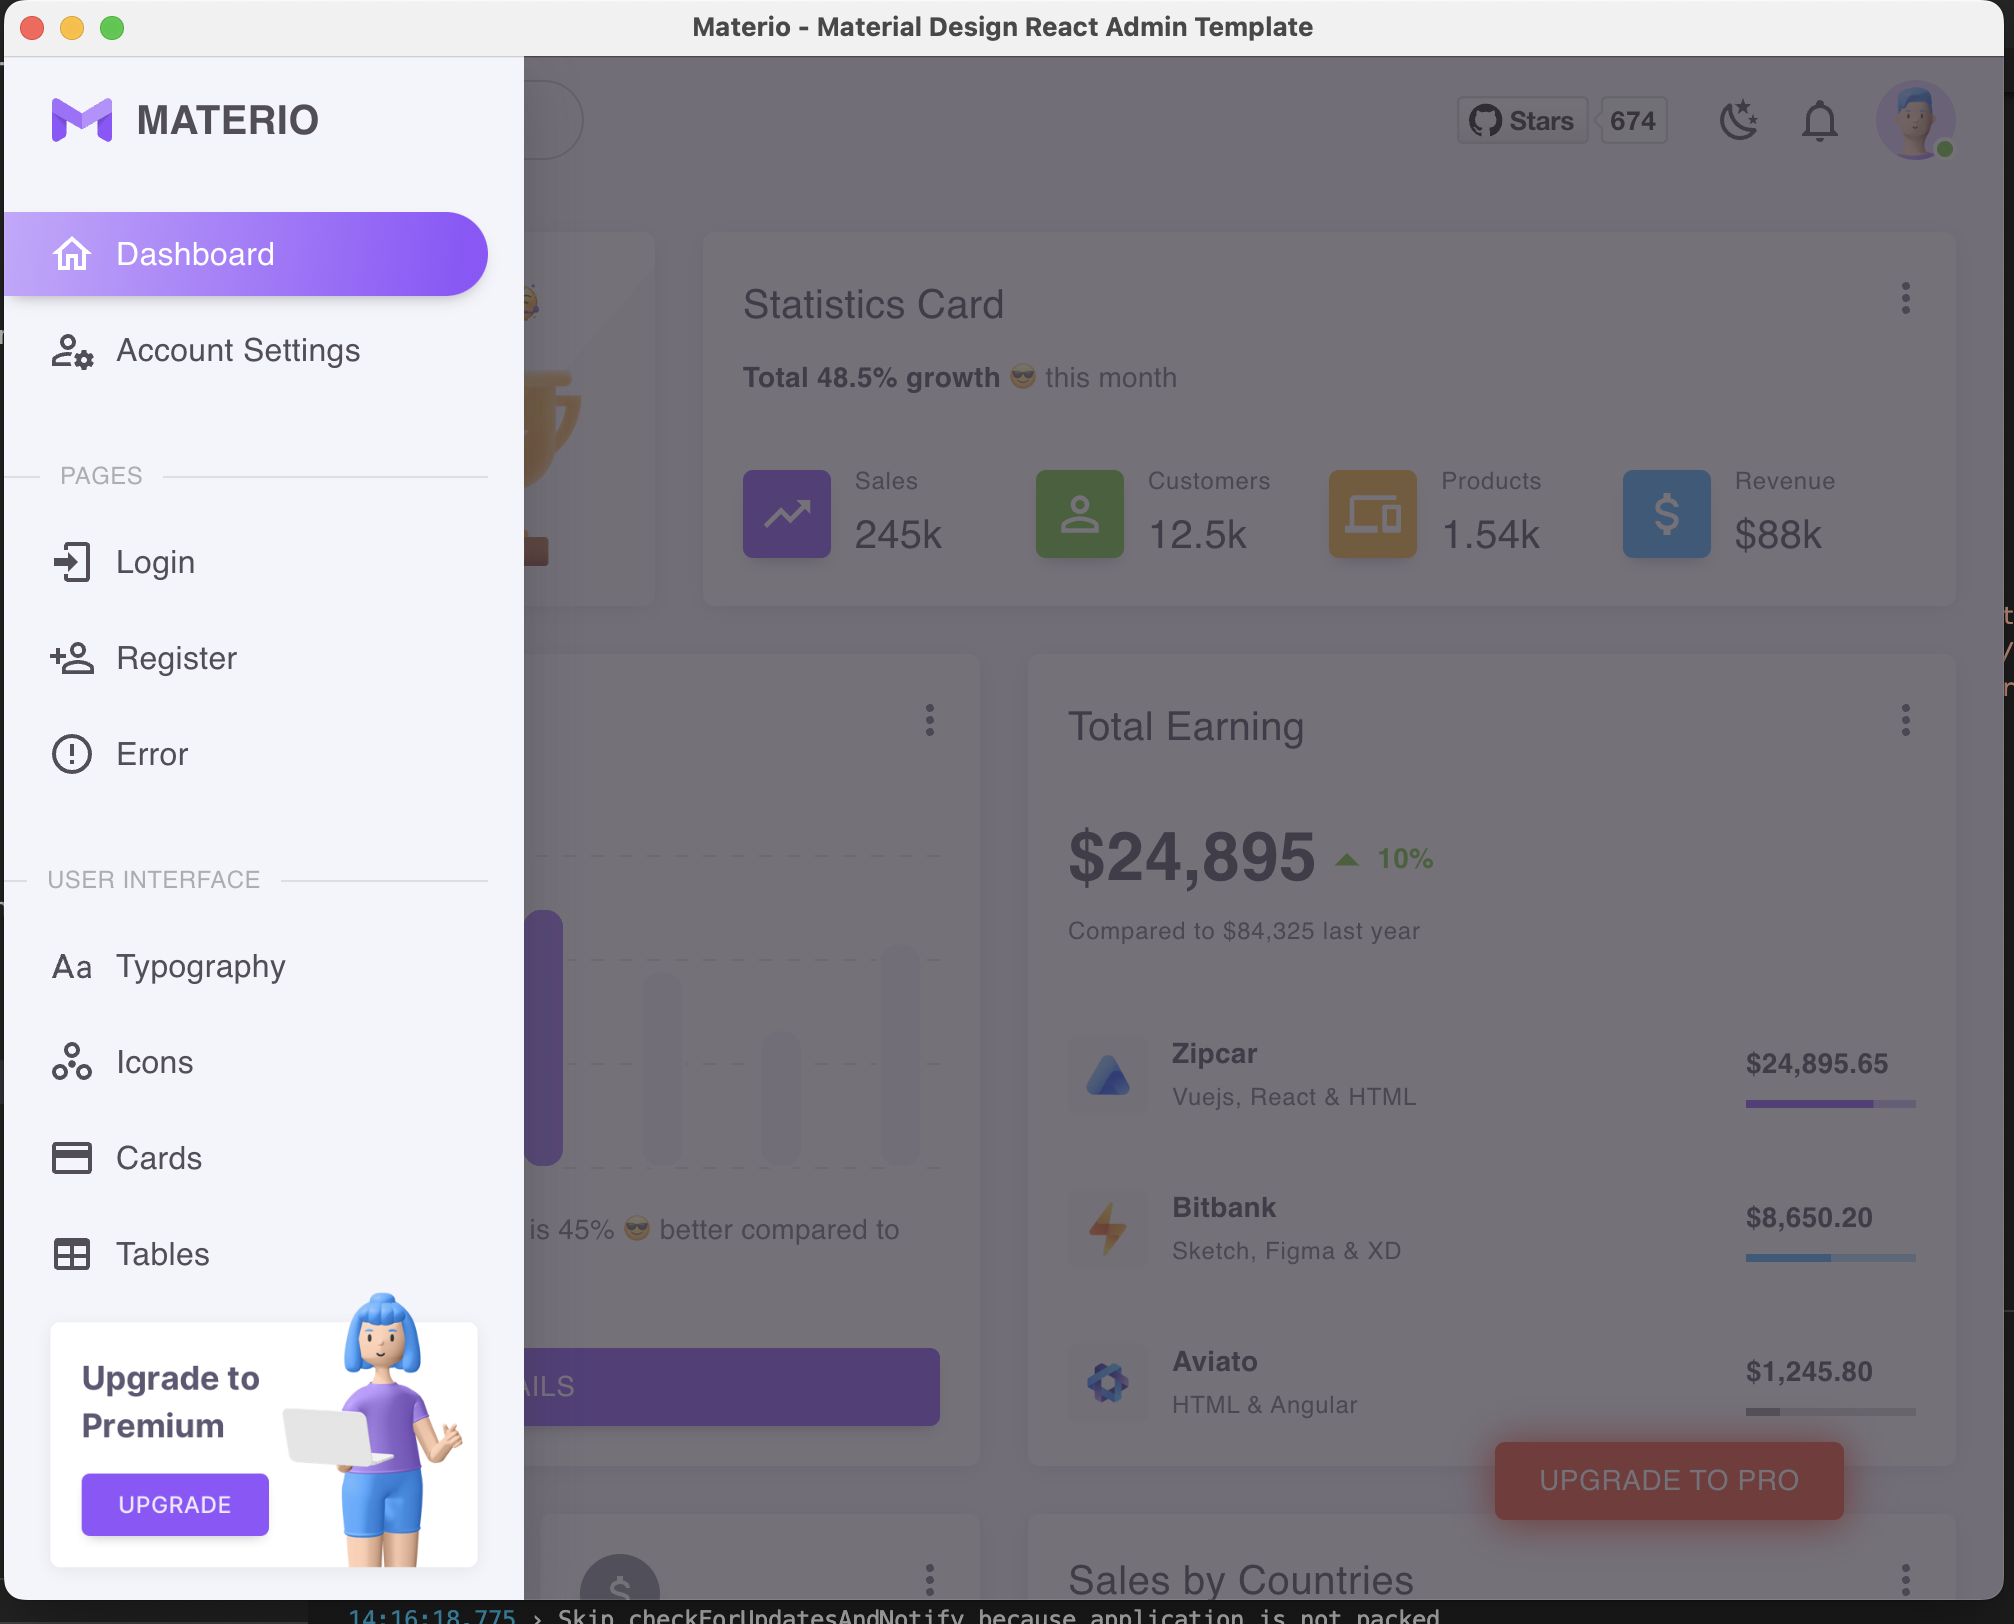 Materio - Material Design React Admin Template
MATERIO
Stars
674
Dashboard
Account Settings
PAGES
Login
Register
Error
USER INTERFACE
Typography
Icons
Cards
Tables
Upgrade to
Premium
UPGRADE
Statistics Card
Total 48.5% growth 😎 this month
Sales
245k
Customers
12.5k
Products
1.54k
Revenue
$88k
is 45% 😎 better compared to
AILS
Total Earning
$24,895
10%
Compared to $84,325 last year
Zipcar
Vuejs, React & HTML
$24,895.65
Bitbank
Sketch, Figma & XD
$8,650.20
Aviato
HTML & Angular
$1,245.80
UPGRADE TO PRO
Sales by Countries
14:16:18.775 › Skip checkForUpdatesAndNotify because application is not packed